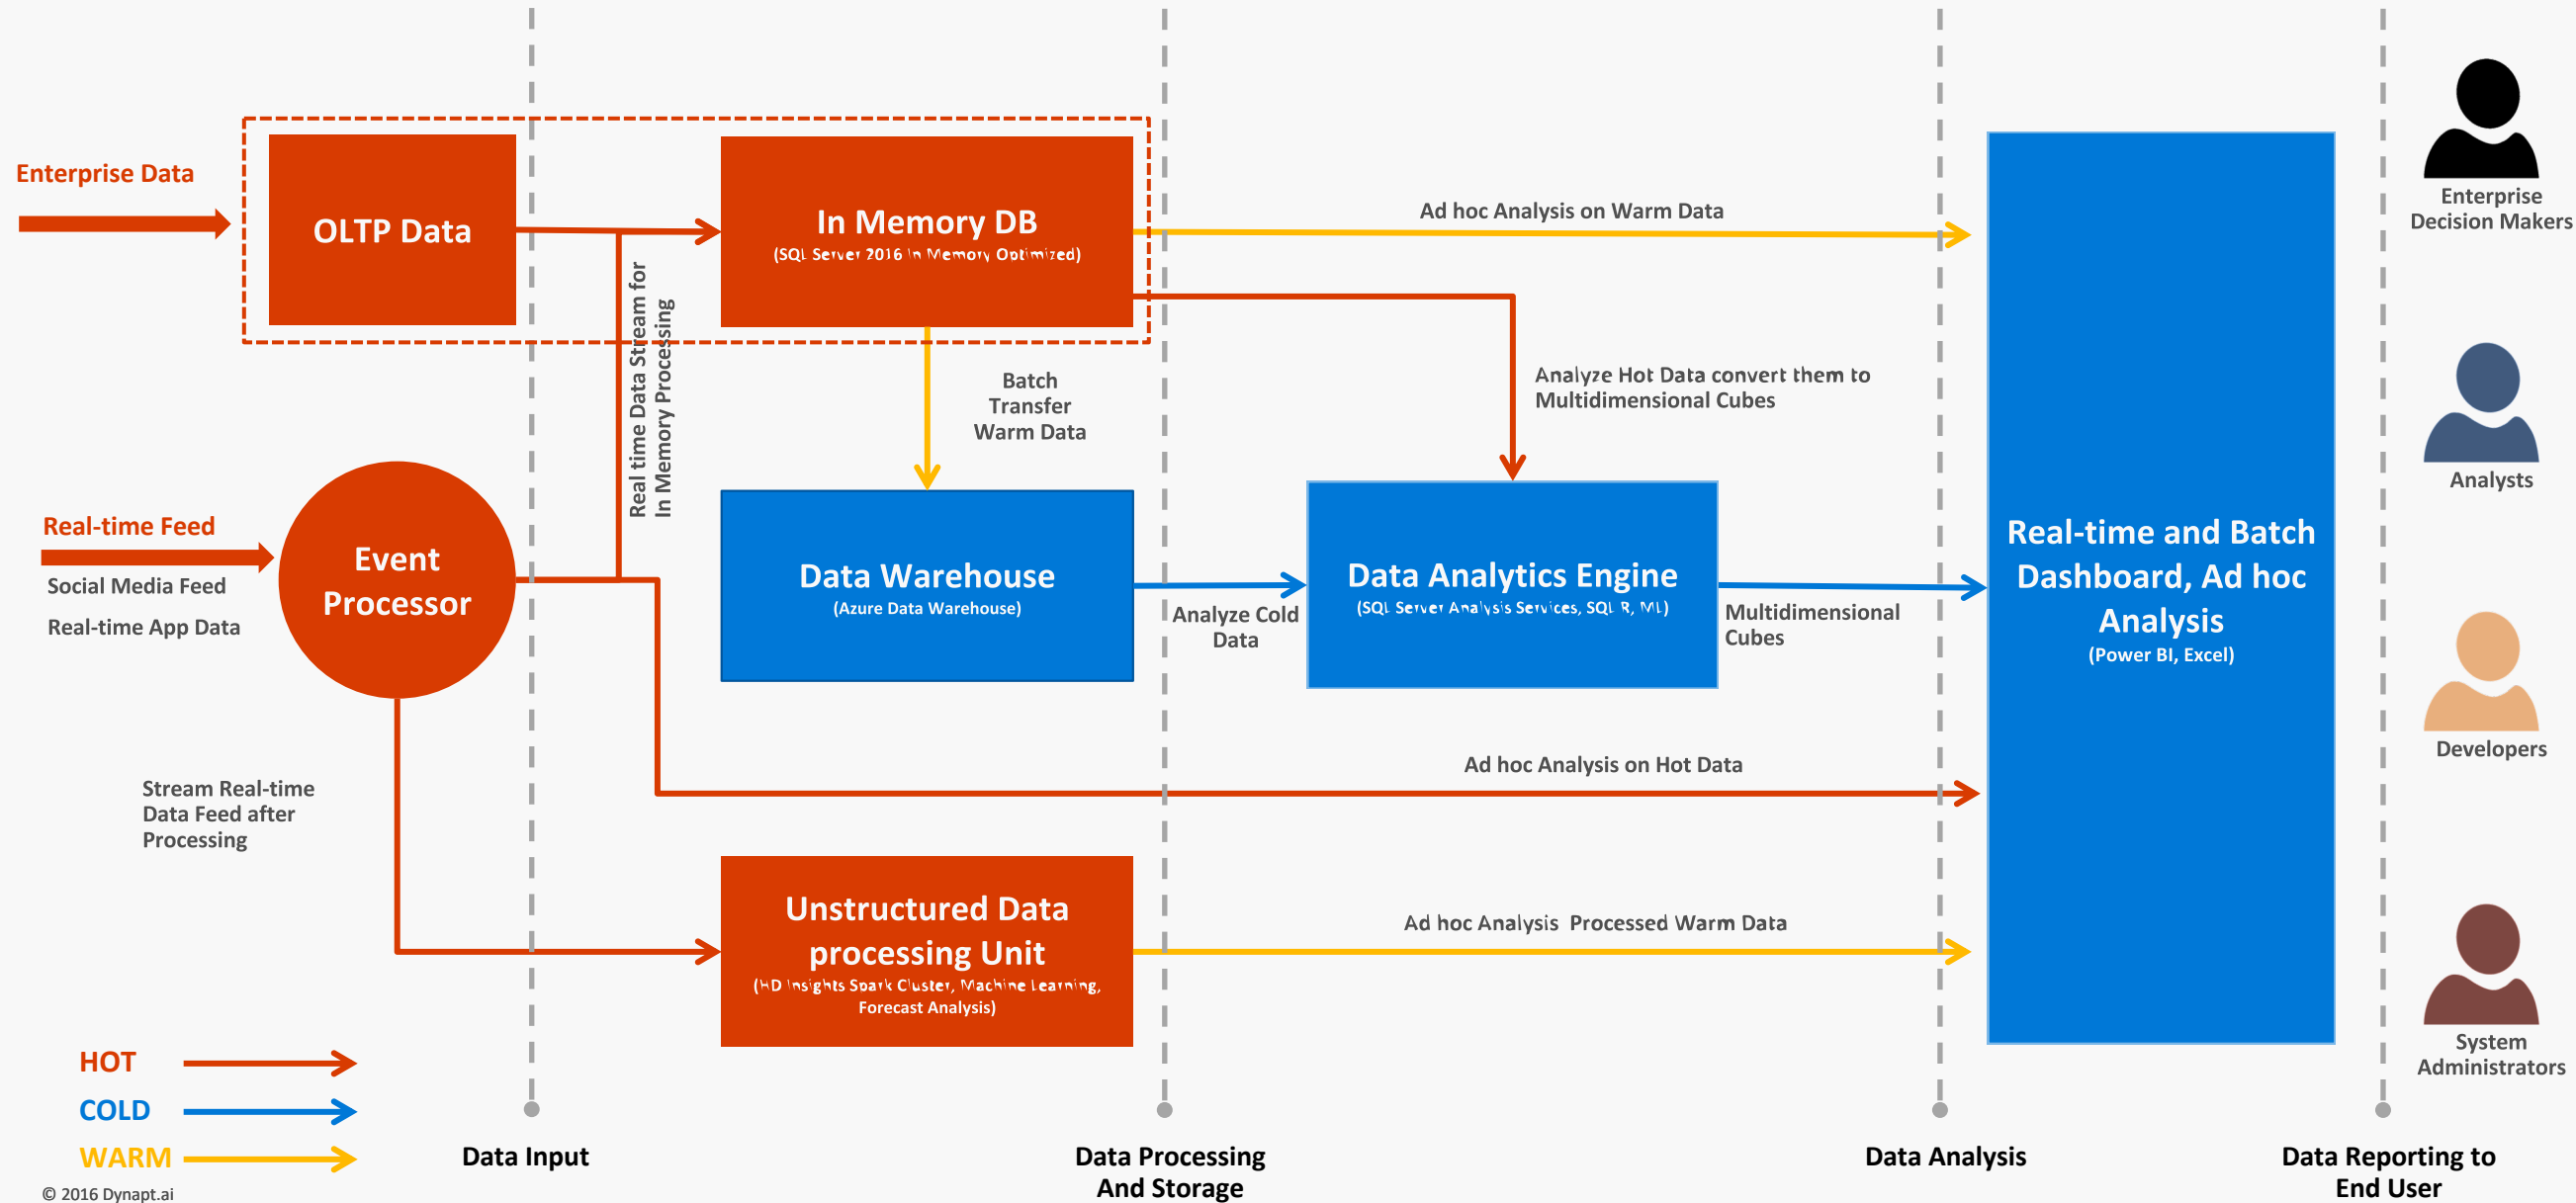 Enterprise Data
OLTP Data
In Memory DB
(SQL Server 2016 In Memory Optimized)
Ad hoc Analysis on Warm Data
Enterprise
Decision Makers
Real time Data Stream for
In Memory Processing
Batch
Transfer
Warm Data
Analyze Hot Data convert them to
Multidimensional Cubes
Analysts
Real-time Feed
Social Media Feed
Real-time App Data
Event
Processor
Data Warehouse
(Azure Data Warehouse)
Analyze Cold
Data
Data Analytics Engine
(SQL Server Analysis Services, SQL R, ML)
Multidimensional
Cubes
Real-time and Batch
Dashboard, Ad hoc
Analysis
(Power BI, Excel)
Developers
Stream Real-time
Data Feed after
Processing
Ad hoc Analysis on Hot Data
Unstructured Data
processing Unit
(HD Insights Spark Cluster, Machine Learning,
Forecast Analysis)
Ad hoc Analysis  Processed Warm Data
System
Administrators
HOT
COLD
WARM
© 2016 Dynapt.ai
Data Input
Data Processing
And Storage
Data Analysis
Data Reporting to
End User